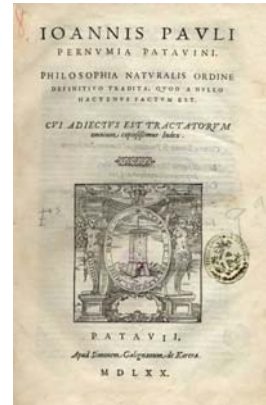 IOANNIS PAVLI
PERNVMIA PATAVINI.
PHILOSOPHIA NATVRALIS ORDINE
DEFINITIVO TRADITA, QVOD A NVLLO
HACTENVS FACTVM EST.
CVI ADIECTVS EST TRACTATORVM
omnium, copiosissimus Index.
PATAVII,
Apud Simonem Galignanum de Karera.
MDLXX.